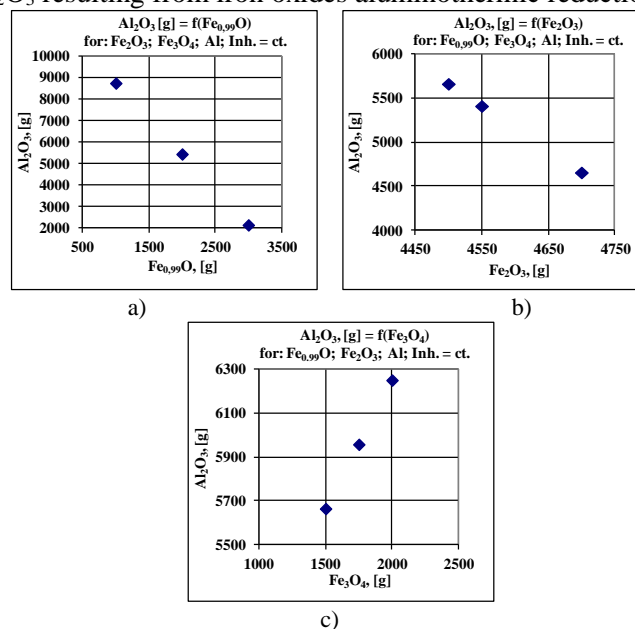 ₂O₃ resulting from iron oxides aluminothermic reduction
Al₂O₃ [g] = f(Fe₀,₉₉O)
for: Fe₂O₃; Fe₃O₄; Al; Inh. = ct.
Al₂O₃, [g]
10000
9000
8000
7000
6000
5000
4000
3000
2000
500 1500 2500 3500
Fe₀,₉₉O, [g]
a)
Al₂O₃, [g] = f(Fe₂O₃)
for: Fe₀,₉₉O; Fe₃O₄; Al; Inh. = ct.
Al₂O₃, [g]
6000
5500
5000
4500
4000
4450 4550 4650 4750
Fe₂O₃, [g]
b)
Al₂O₃, [g] = f(Fe₃O₄)
for: Fe₀.₉₉O; Fe₂O₃; Al; Inh. = ct.
Al₂O₃, [g]
6300
6100
5900
5700
5500
1000 1500 2000 2500
Fe₃O₄, [g]
c)